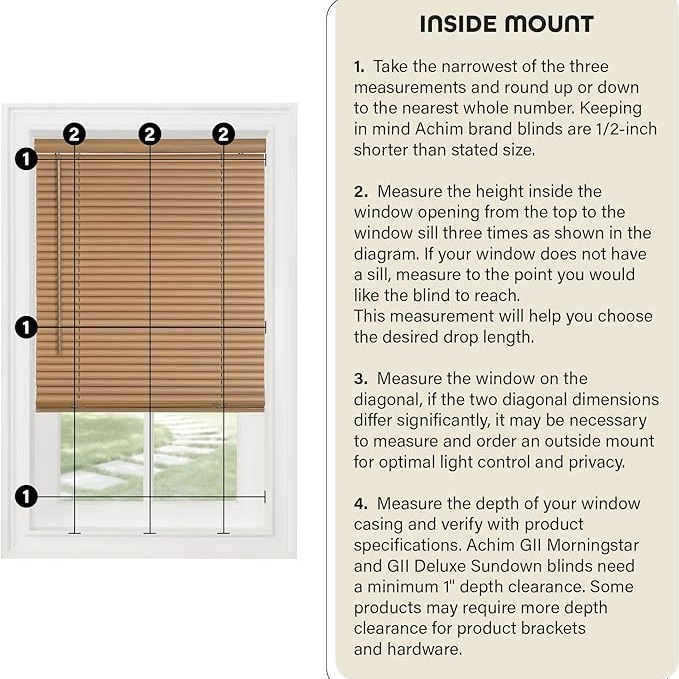 INSIDE MOUNT
1. Take the narrowest of the three
measurements and round up or down
to the nearest whole number. Keeping
in mind Achim brand blinds are 1/2-inch
shorter than stated size.
2. Measure the height inside the
window opening from the top to the
window sill three times as shown in the
diagram. If your window does not have
a sill, measure to the point you would
like the blind to reach.
This measurement will help you choose
the desired drop length.
3. Measure the window on the
diagonal, if the two diagonal dimensions
differ significantly, it may be necessary
to measure and order an outside mount
for optimal light control and privacy.
4. Measure the depth of your window
casing and verify with product
specifications. Achim GII Morningstar
and GII Deluxe Sundown blinds need
a minimum 1" depth clearance. Some
products may require more depth
clearance for product brackets
and hardware.
2 2 2
1
1
1